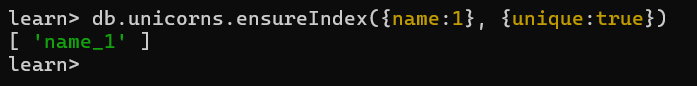 learn> db.unicorns.ensureIndex({name:1}, {unique:true})
[ 'name_1' ]
learn>